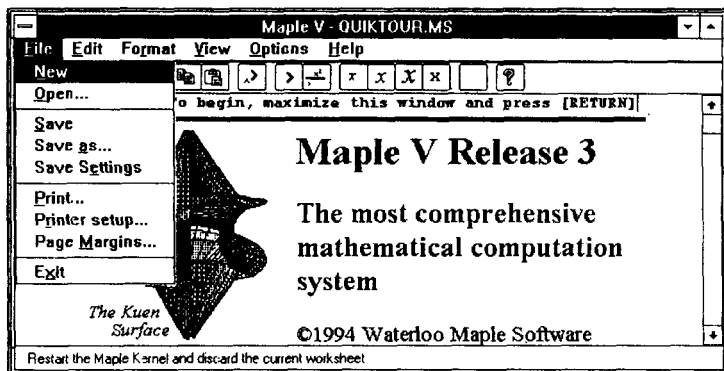 Maple V - QUIKTOUR.MS
File Edit Format View Options Help
New
Open...
Save
Save as...
Save Settings
Print...
Printer setup...
Page Margins...
Exit
o begin, maximize this window and press [RETURN]
Maple V Release 3
The most comprehensive
mathematical computation
system
The Kuen
Surface
©1994 Waterloo Maple Software
Restart the Maple Kernel and discard the current worksheet